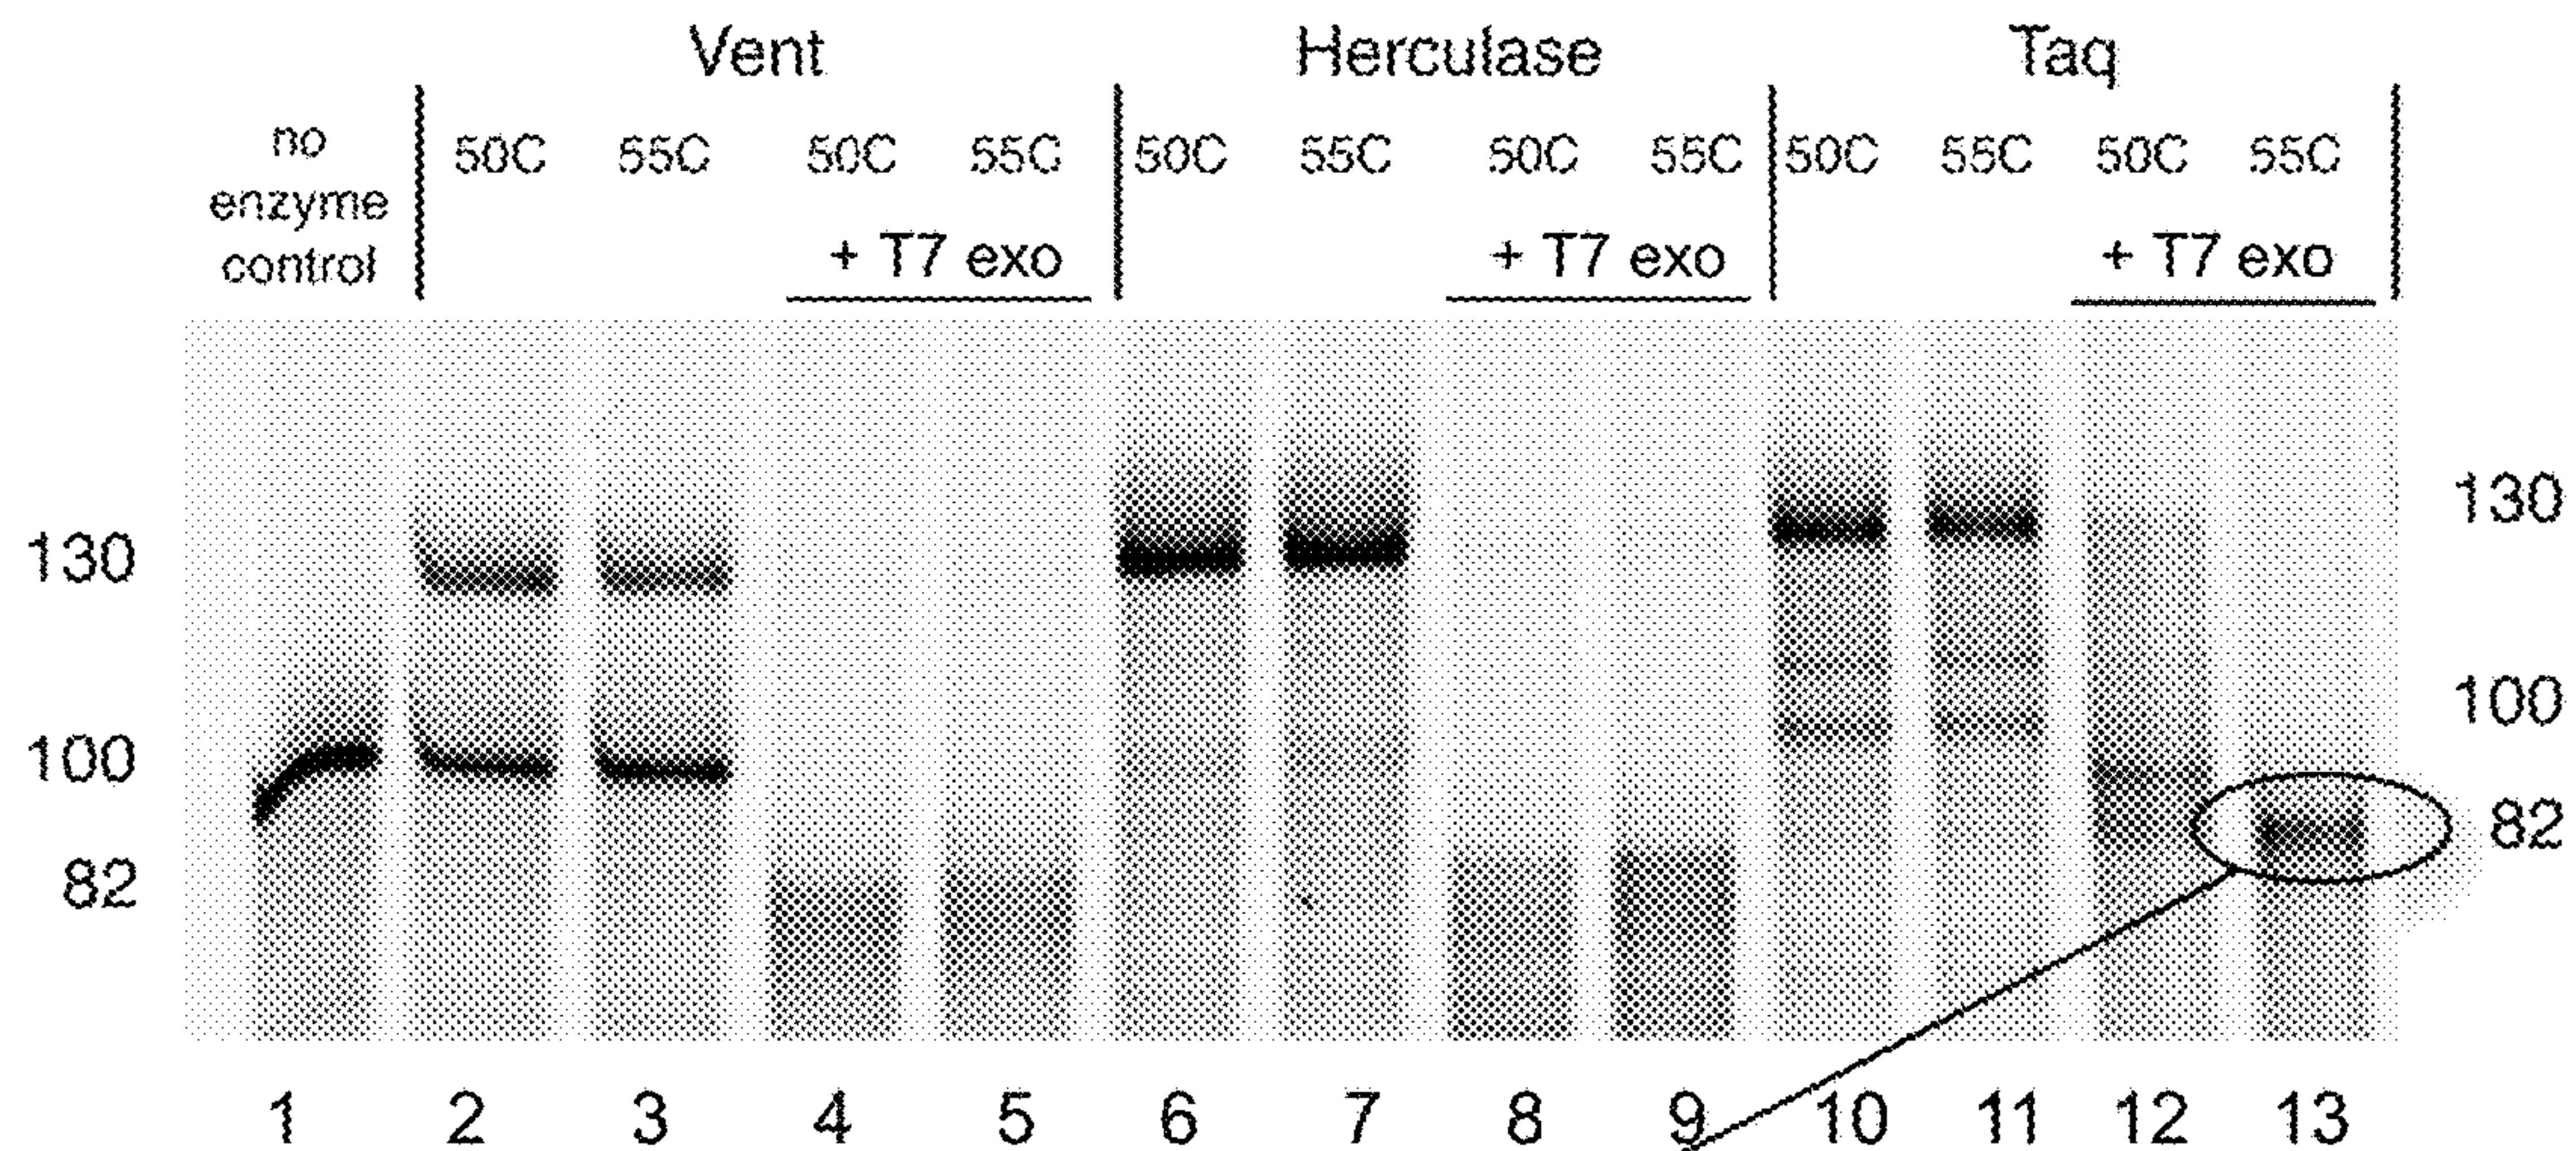 Vent Herculase Taq
no enzyme control
50C 55C 50C 55C 50C 55C 50C 55C 50C 55C 50C 55C
+ T7 exo + T7 exo + T7 exo
130 130
100 100
82 82
1 2 3 4 5 6 7 8 9 10 11 12 13